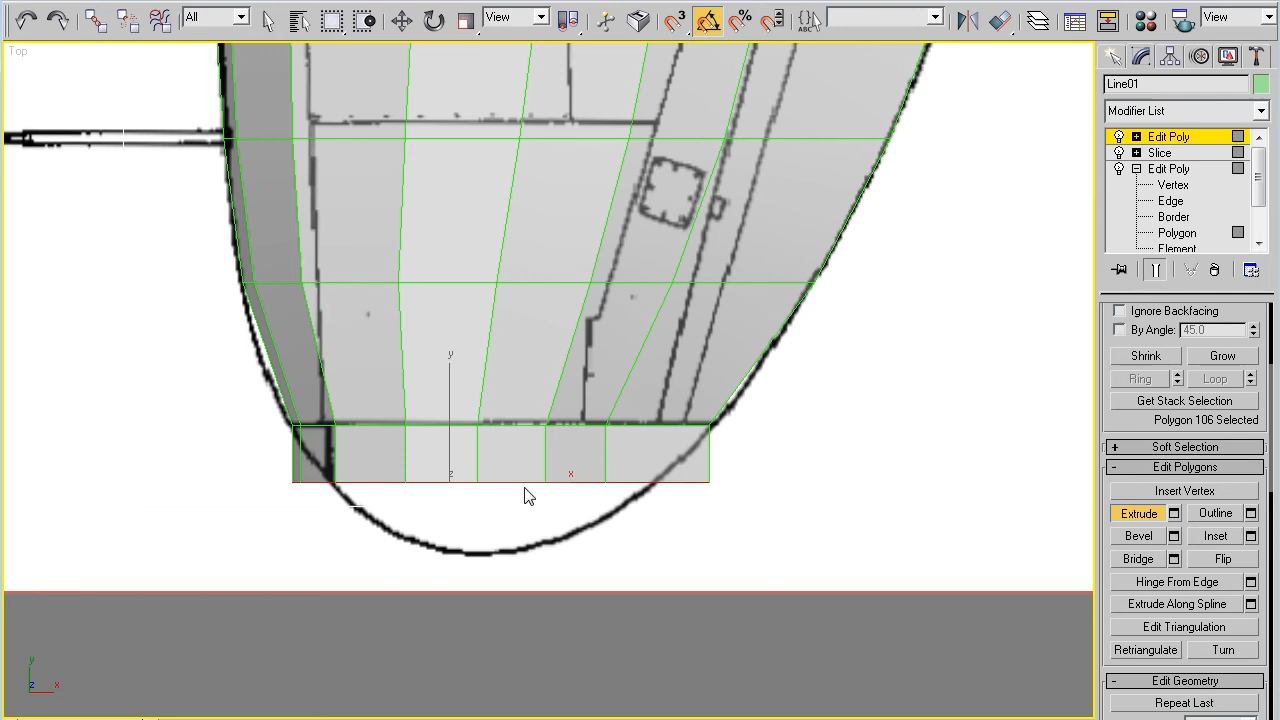 All
View
3
%
ABC
View
Top
Line01
Modifier List
Edit Poly
Slice
Edit Poly
Vertex
Edge
Border
Polygon
Element
Ignore Backfacing
By Angle: 45.0
Shrink Grow
Ring Loop
Get Stack Selection
Polygon 106 Selected
+ Soft Selection
- Edit Polygons
Insert Vertex
Extrude Outline
Bevel Inset
Bridge Flip
Hinge From Edge
Extrude Along Spline
Edit Triangulation
Retriangulate Turn
- Edit Geometry
Repeat Last
y
z x
y
z x